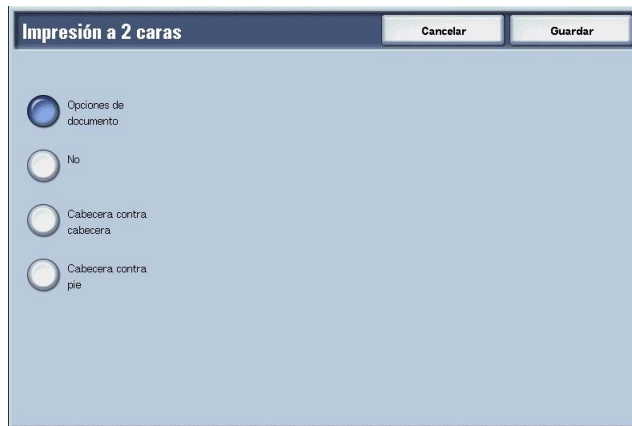 Impresión a 2 caras
Cancelar
Guardar
Opciones de
documento
No
Cabecera contra
cabecera
Cabecera contra
pie